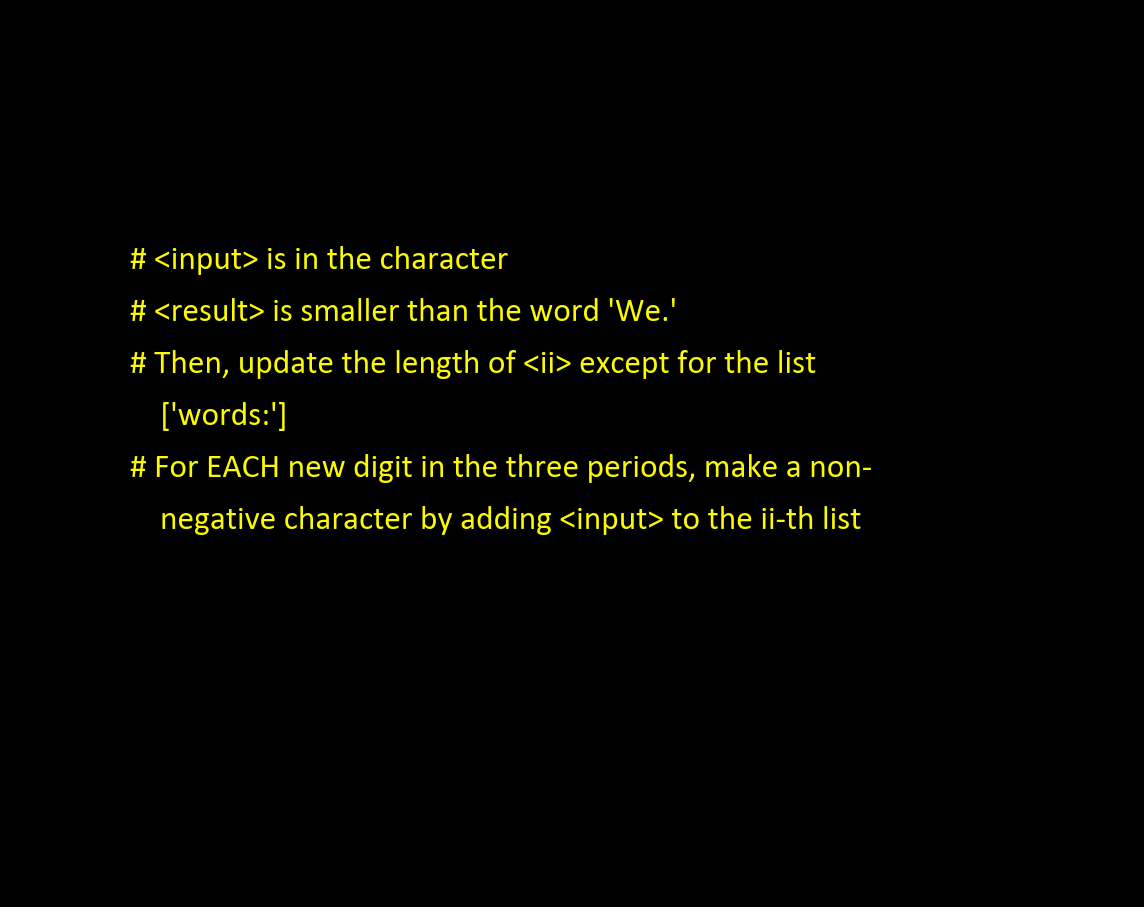 # <input> is in the character
# <result> is smaller than the word 'We.'
# Then, update the length of <ii> except for the list
['words:']
# For EACH new digit in the three periods, make a non-
negative character by adding <input> to the ii-th list